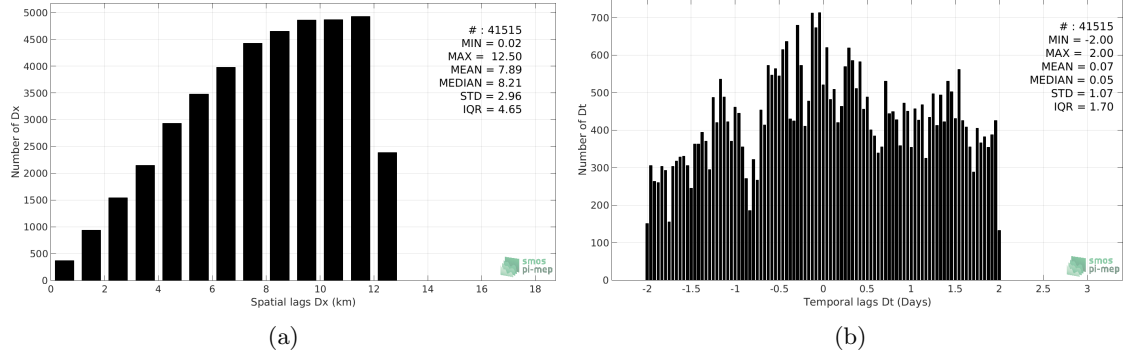 5000
4500
4000
3500
3000
2500
2000
1500
1000
500
0
Number of Dx
# : 41515
MIN = 0.02
MAX = 12.50
MEAN = 7.89
MEDIAN = 8.21
STD = 2.96
IQR = 4.65
smos
pi-mep
0 2 4 6 8 10 12 14 16 18
Spatial lags Dx (km)
(a)
700
600
500
400
300
200
100
0
Number of Dt
# : 41515
MIN = -2.00
MAX = 2.00
MEAN = 0.07
MEDIAN = 0.05
STD = 1.07
IQR = 1.70
smos
pi-mep
-2 -1.5 -1 -0.5 0 0.5 1 1.5 2 2.5 3
Temporal lags Dt (Days)
(b)